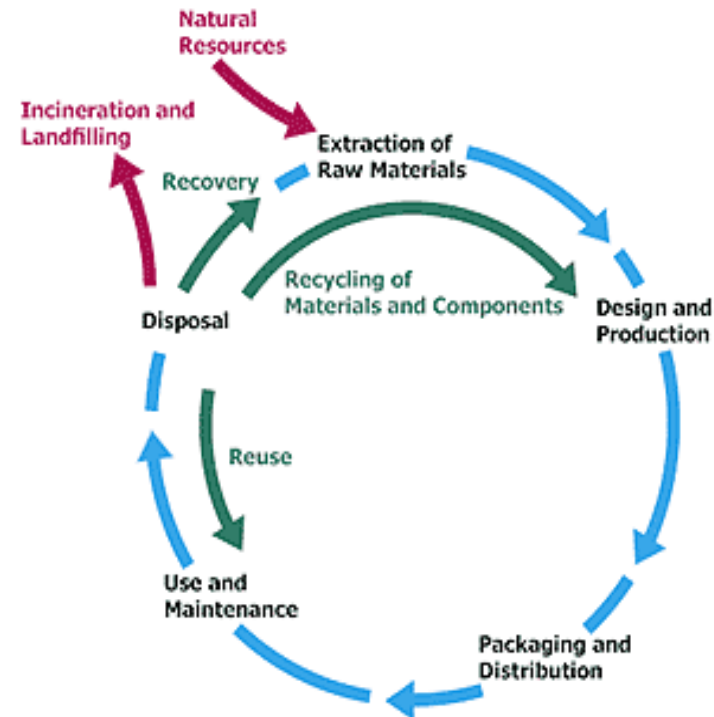 Natural
Resources
Incineration and
Landfilling
Extraction of
Raw Materials
Recovery
Recycling of
Materials and Components
Disposal
Design and
Production
Reuse
Use and
Maintenance
Packaging and
Distribution